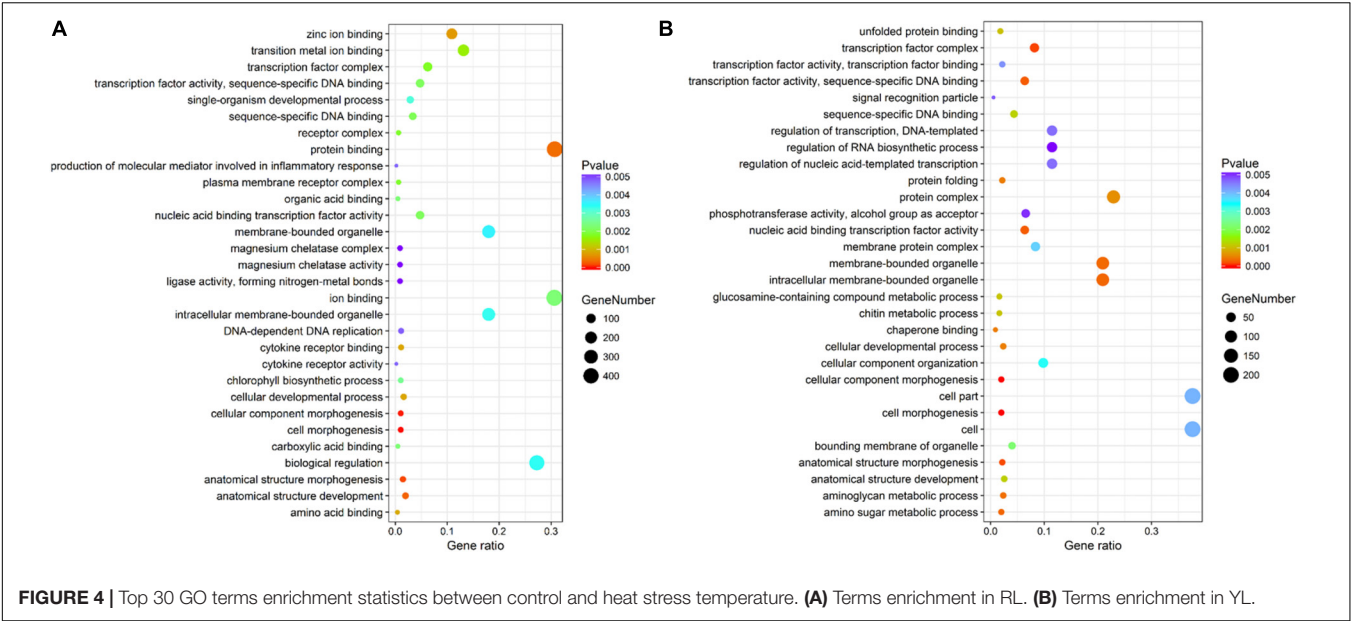 A
zinc ion binding
transition metal ion binding
transcription factor complex
transcription factor activity, sequence-specific DNA binding
single-organism developmental process
sequence-specific DNA binding
receptor complex
protein binding
production of molecular mediator involved in inflammatory response
plasma membrane receptor complex
organic acid binding
nucleic acid binding transcription factor activity
membrane-bounded organelle
magnesium chelatase complex
magnesium chelatase activity
ligase activity, forming nitrogen-metal bonds
ion binding
intracellular membrane-bounded organelle
DNA-dependent DNA replication
cytokine receptor binding
cytokine receptor activity
chlorophyll biosynthetic process
cellular developmental process
cellular component morphogenesis
cell morphogenesis
carboxylic acid binding
biological regulation
anatomical structure morphogenesis
anatomical structure development
amino acid binding
0.0 0.1 0.2 0.3
Gene ratio
Pvalue
0.005
0.004
0.003
0.002
0.001
0.000
GeneNumber
100
200
300
400
B
unfolded protein binding
transcription factor complex
transcription factor activity, transcription factor binding
transcription factor activity, sequence-specific DNA binding
signal recognition particle
sequence-specific DNA binding
regulation of transcription, DNA-templated
regulation of RNA biosynthetic process
regulation of nucleic acid-templated transcription
protein folding
protein complex
phosphotransferase activity, alcohol group as acceptor
nucleic acid binding transcription factor activity
membrane protein complex
membrane-bounded organelle
intracellular membrane-bounded organelle
glucosamine-containing compound metabolic process
chitin metabolic process
chaperone binding
cellular developmental process
cellular component organization
cellular component morphogenesis
cell part
cell morphogenesis
cell
bounding membrane of organelle
anatomical structure morphogenesis
anatomical structure development
aminoglycan metabolic process
amino sugar metabolic process
0.0 0.1 0.2 0.3
Gene ratio
Pvalue
0.005
0.004
0.003
0.002
0.001
0.000
GeneNumber
50
100
150
200
FIGURE 4 | Top 30 GO terms enrichment statistics between control and heat stress temperature. (A) Terms enrichment in RL. (B) Terms enrichment in YL.